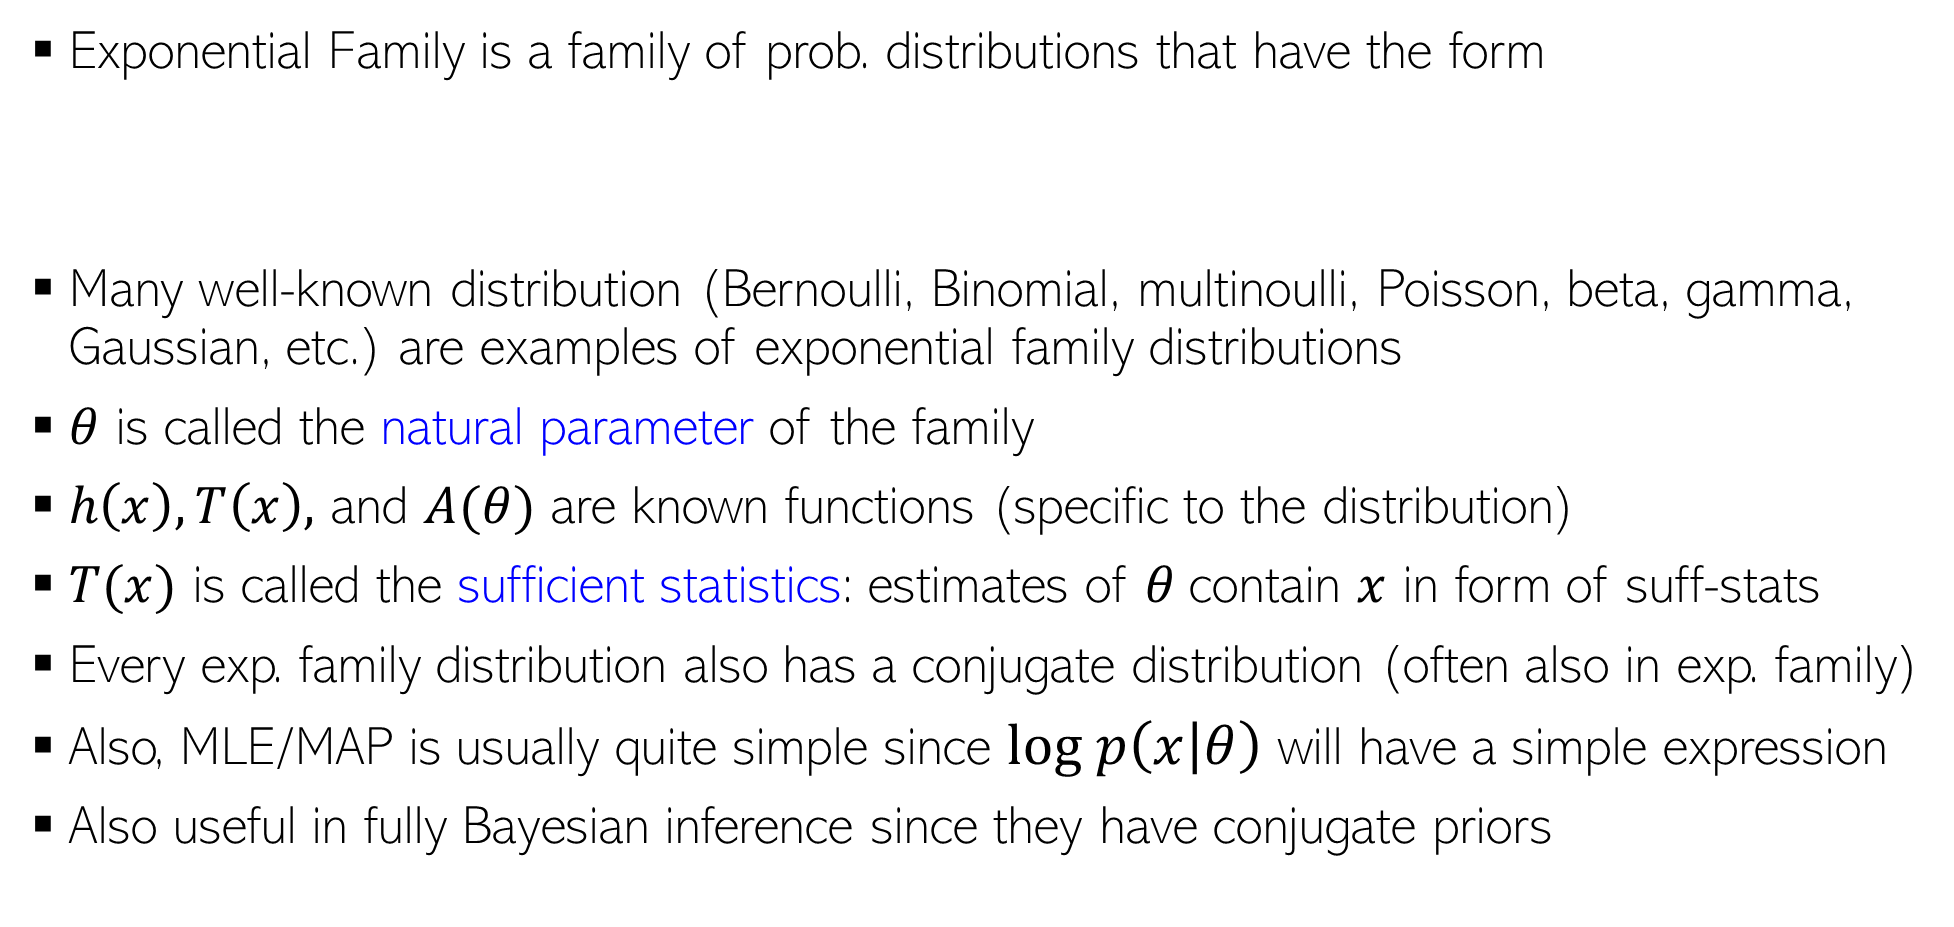 ▪ Exponential Family is a family of prob. distributions that have the form
▪ Many well-known distribution (Bernoulli, Binomial, multinoulli, Poisson, beta, gamma,
Gaussian, etc.) are examples of exponential family distributions
▪ θ is called the natural parameter of the family
▪ h(x), T(x), and A(θ) are known functions (specific to the distribution)
▪ T(x) is called the sufficient statistics: estimates of θ contain x in form of suff-stats
▪ Every exp. family distribution also has a conjugate distribution (often also in exp. family)
▪ Also, MLE/MAP is usually quite simple since log p(x|θ) will have a simple expression
▪ Also useful in fully Bayesian inference since they have conjugate priors